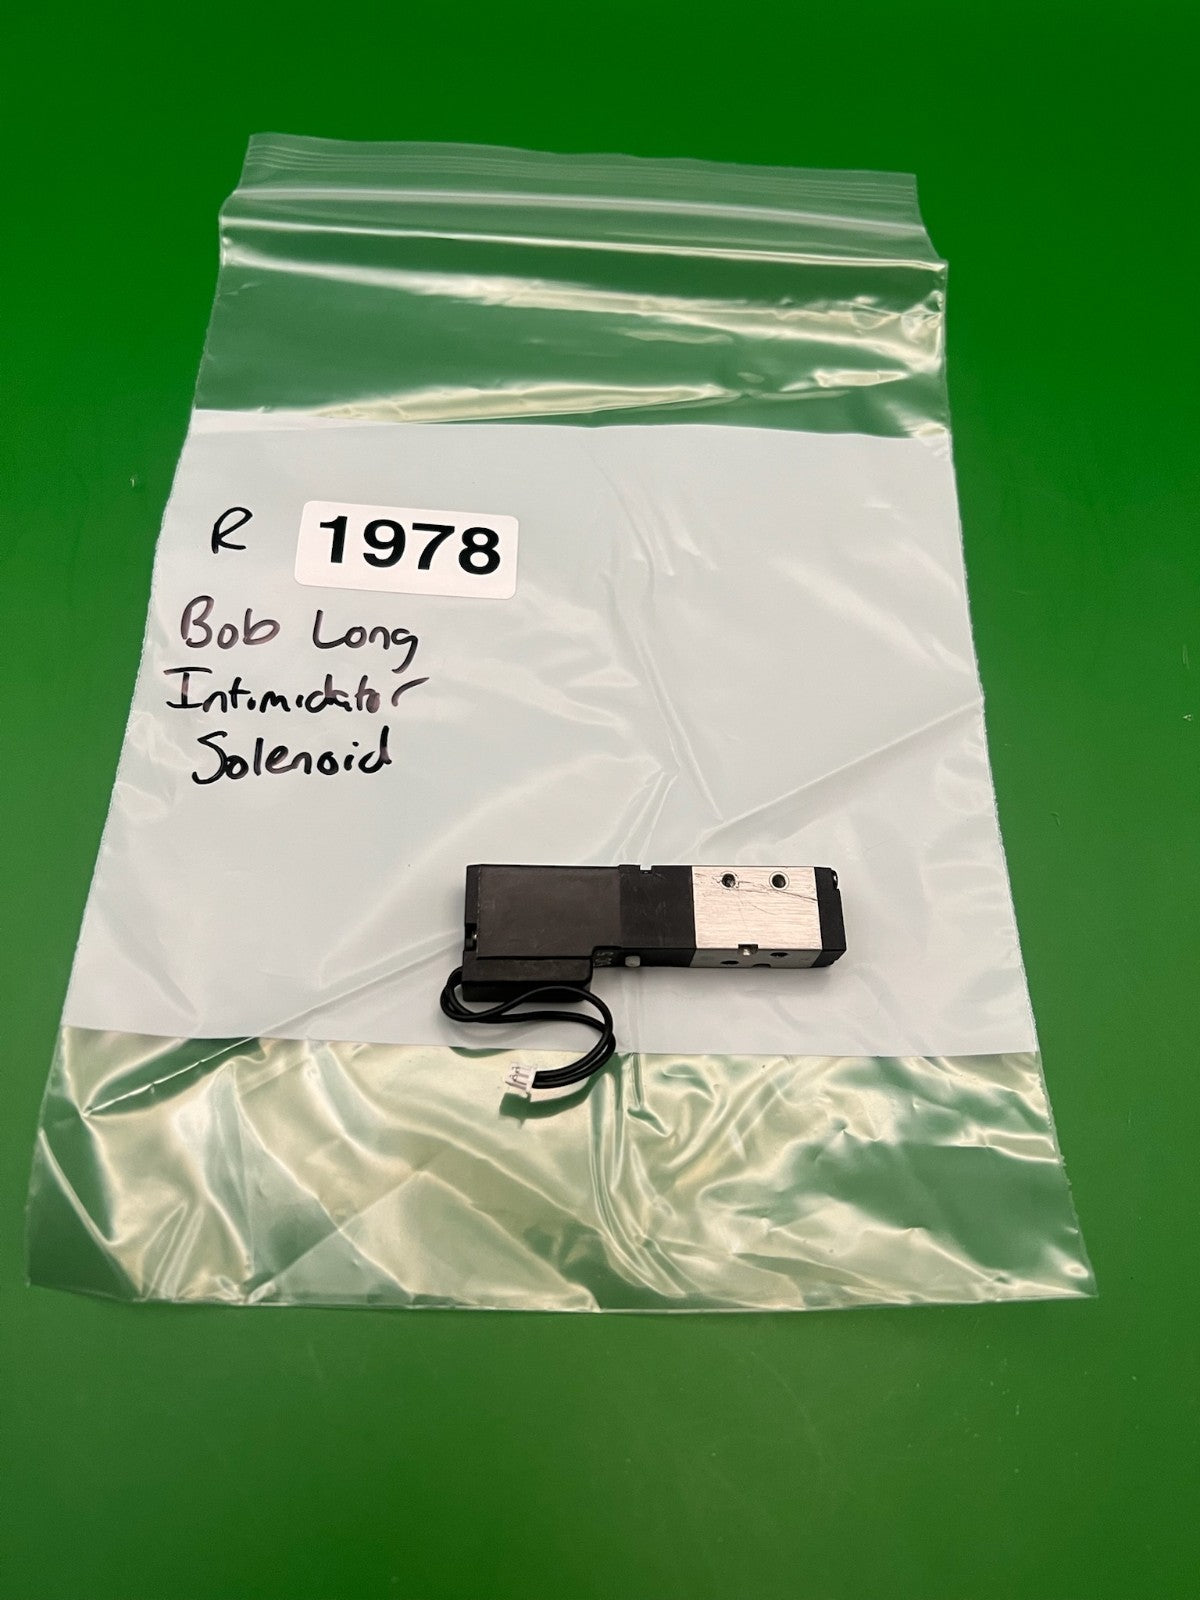 R 1978
Bob Long
Intimidator
Solenoid